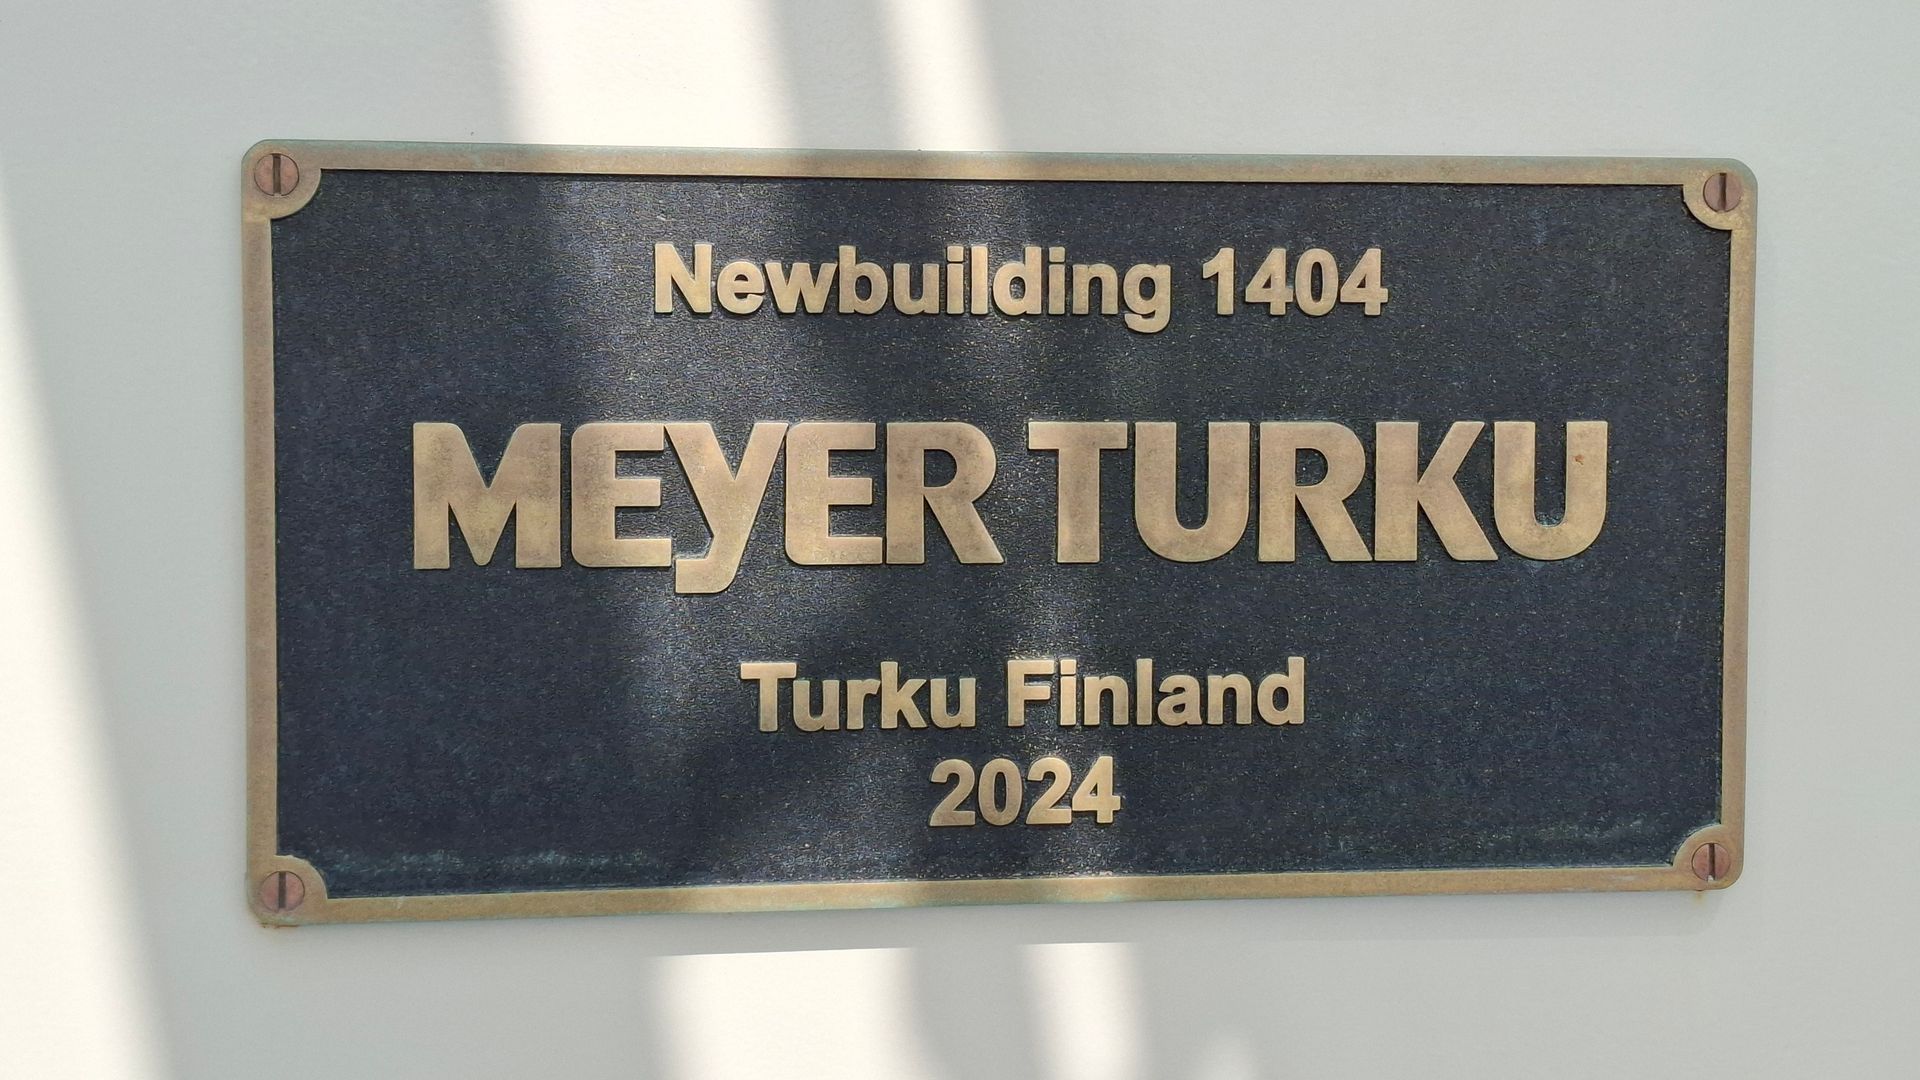 Newbuilding 1404
MEYER TURKU
Turku Finland
2024